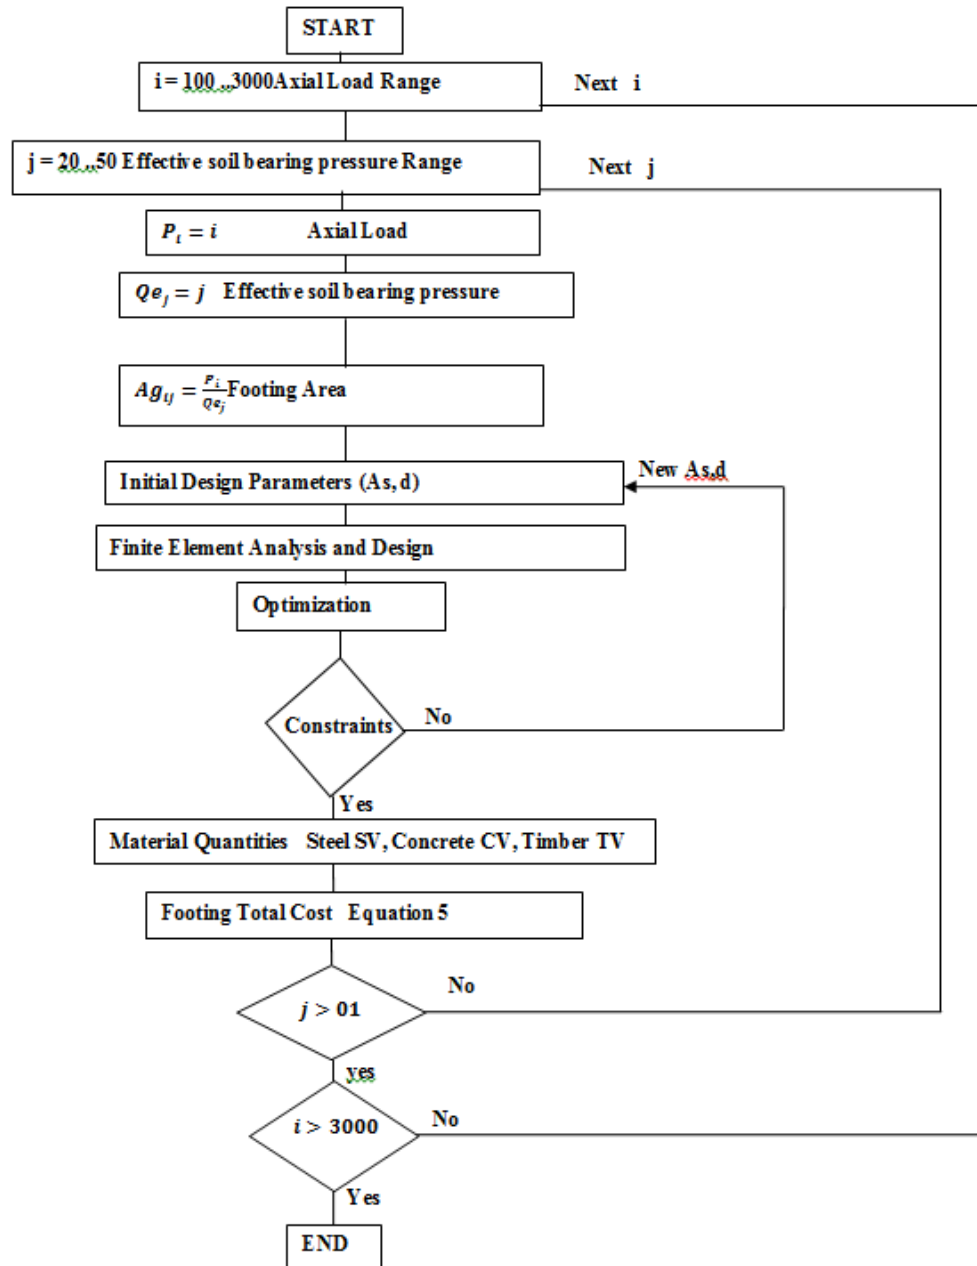 START
i = 100 ..3000Axial Load Range
Next i
j = 20 ..50 Effective soil bearing pressure Range
Next j
P_i = i Axial Load
Qe_j = j Effective soil bearing pressure
Ag_ij = P_i/Qe_j Footing Area
New As,d
Initial Design Parameters (As, d)
Finite Element Analysis and Design
Optimization
Constraints
No
Yes
Material Quantities Steel SV, Concrete CV, Timber TV
Footing Total Cost Equation 5
No
j > 01
yes
i > 3000
No
Yes
END